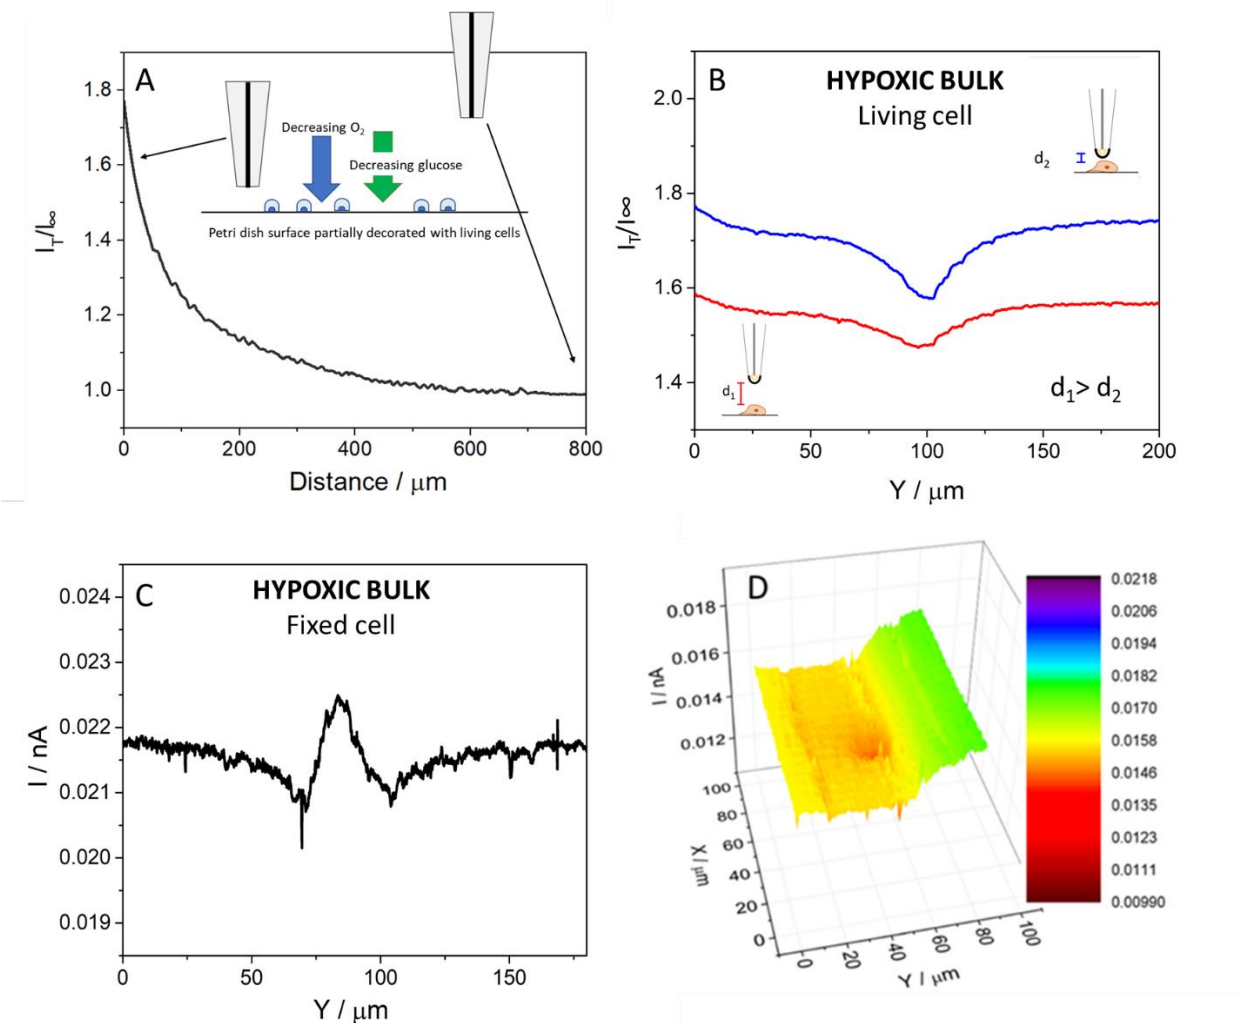 A
Decreasing O₂
Decreasing glucose
Petri dish surface partially decorated with living cells
I_T/I∞
1.8
1.6
1.4
1.2
1.0
0
200
400
600
800
Distance / μm
B
HYPOXIC BULK
Living cell
d₂
d₁
d₁> d₂
I_T/I∞
2.0
1.8
1.6
1.4
0
50
100
150
200
Y / μm
C
HYPOXIC BULK
Fixed cell
I / nA
0.024
0.023
0.022
0.021
0.020
0.019
0
50
100
150
Y / μm
D
I / nA
0.018
0.016
0.014
0.012
X / μm
100
80
60
40
20
0
0
20
40
60
80
100
Y / μm
0.0218
0.0206
0.0194
0.0182
0.0170
0.0158
0.0146
0.0135
0.0123
0.0111
0.00990